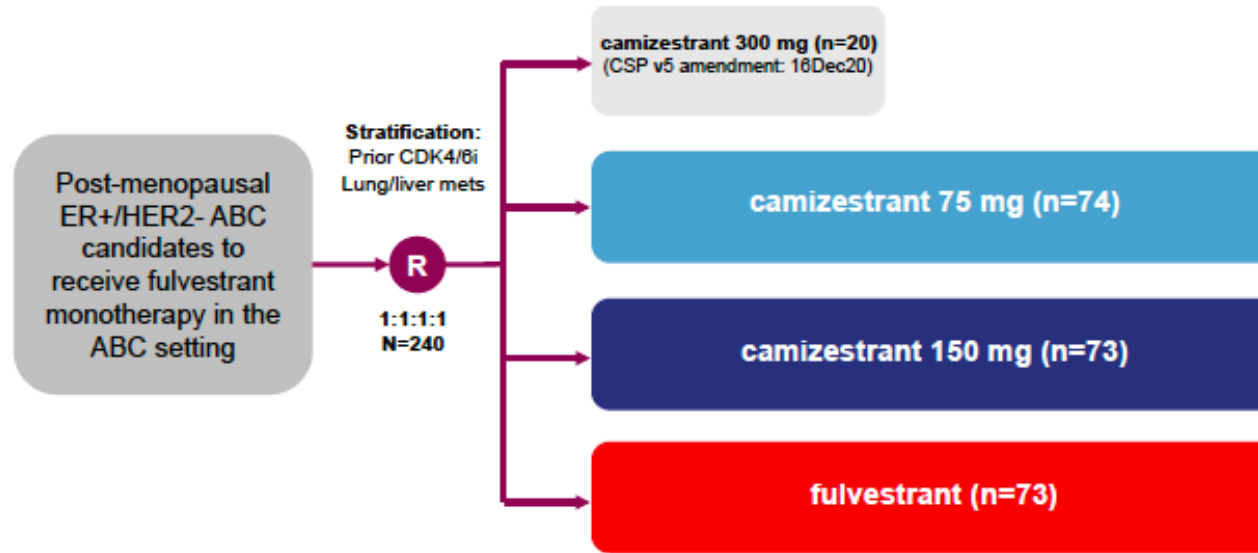 camizestrant 300 mg (n=20)
(CSP v5 amendment: 16Dec20)
Stratification:
Prior CDK4/6i
Lung/liver mets
Post-menopausal
ER+/HER2- ABC
candidates to
receive fulvestrant
monotherapy in the
ABC setting
R
1:1:1:1
N=240
camizestrant 75 mg (n=74)
camizestrant 150 mg (n=73)
fulvestrant (n=73)